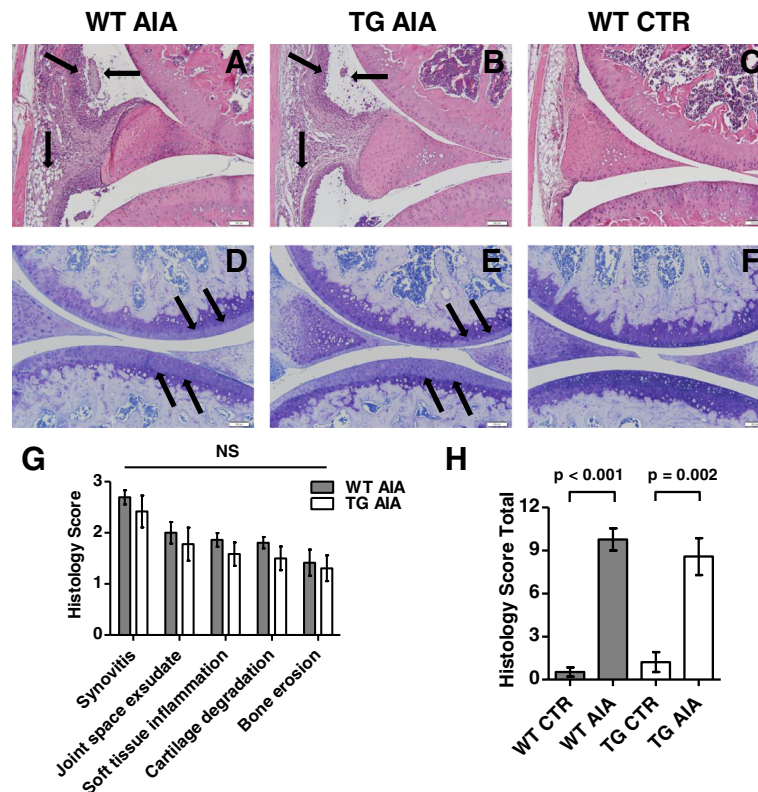 WT AIA TG AIA WT CTR
A B C
D E F
G H
NS
WT AIA
TG AIA
Histology Score
3
2
1
0
Synovitis
Joint space exsudate
Soft tissue inflammation
Cartilage degradation
Bone erosion
p < 0.001 p = 0.002
Histology Score Total
12
9
6
3
0
WT CTR
WT AIA
TG CTR
TG AIA